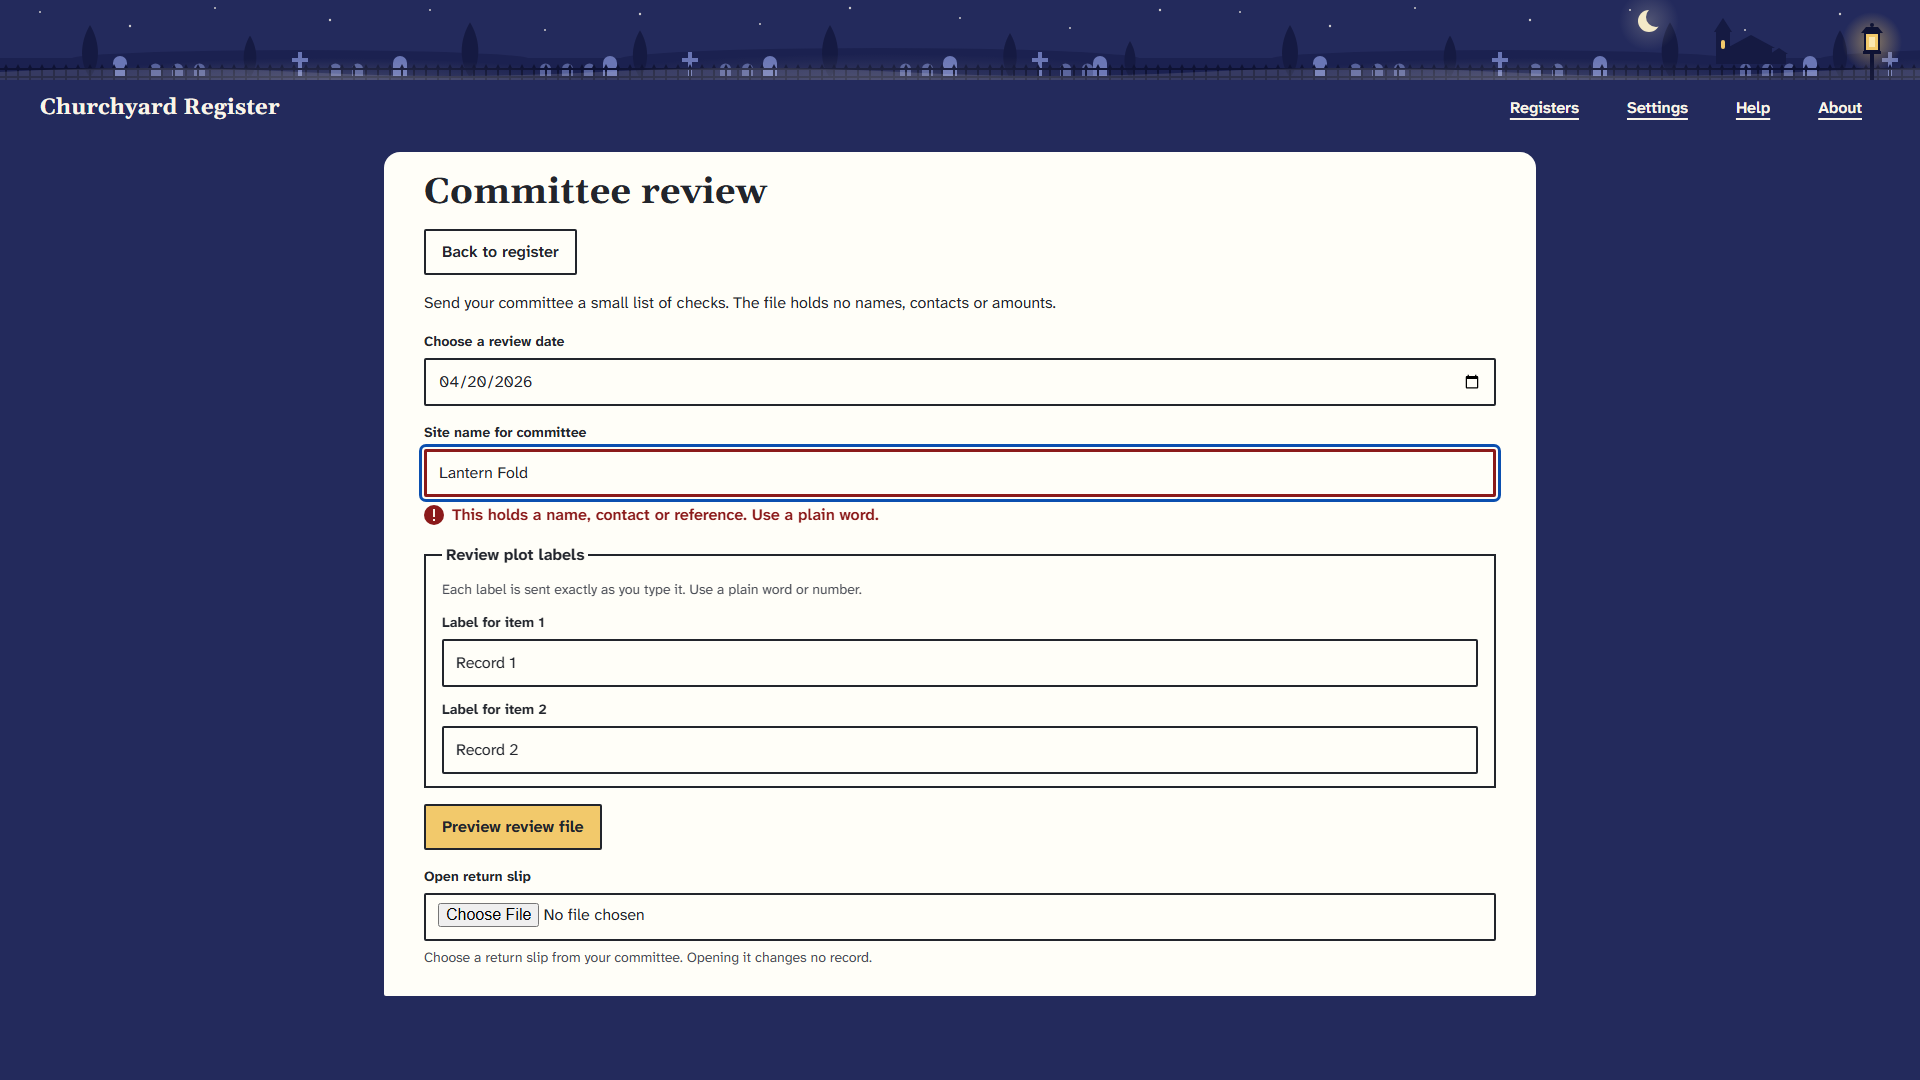 Churchyard Register
Registers
Settings
Help
About
Committee review
Back to register
Send your committee a small list of checks. The file holds no names, contacts or amounts.
Choose a review date
04/20/2026
Site name for committee
Lantern Fold
This holds a name, contact or reference. Use a plain word.
Review plot labels
Each label is sent exactly as you type it. Use a plain word or number.
Label for item 1
Record 1
Label for item 2
Record 2
Preview review file
Open return slip
Choose File No file chosen
Choose a return slip from your committee. Opening it changes no record.